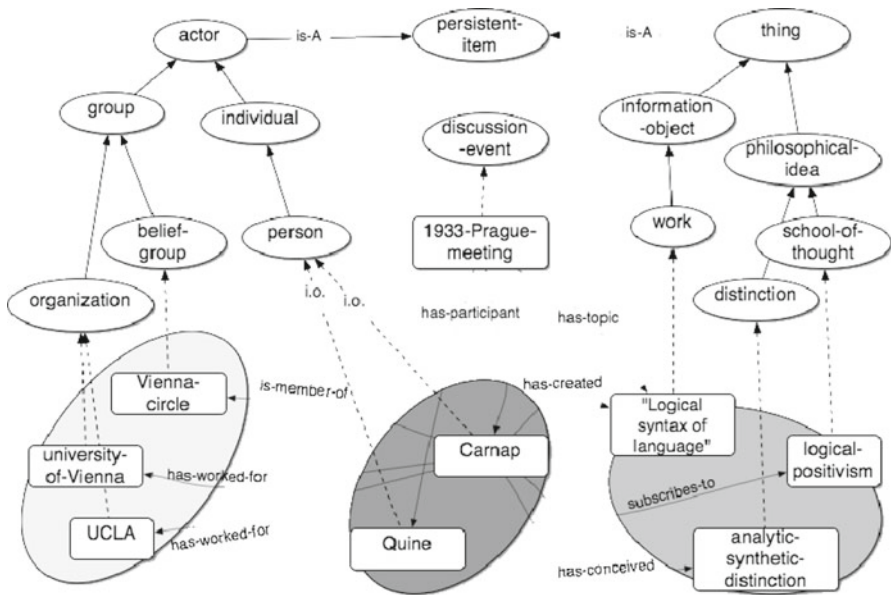 actor
is-A
persistent-
item
is-A
thing
group
individual
discussion
-event
information
-object
philosophical-
idea
belief-
group
person
1933-Prague-
meeting
work
school-of-
thought
organization
i.o.
i.o.
has-participant
has-topic
distinction
Vienna-
circle
is-member-of
has-created
"Logical
syntax of
language"
university-
of-Vienna
has-worked-for
Carnap
logical-
positivism
subscribes-to
UCLA
has-worked-for
Quine
has-conceived
analytic-
synthetic-
distinction